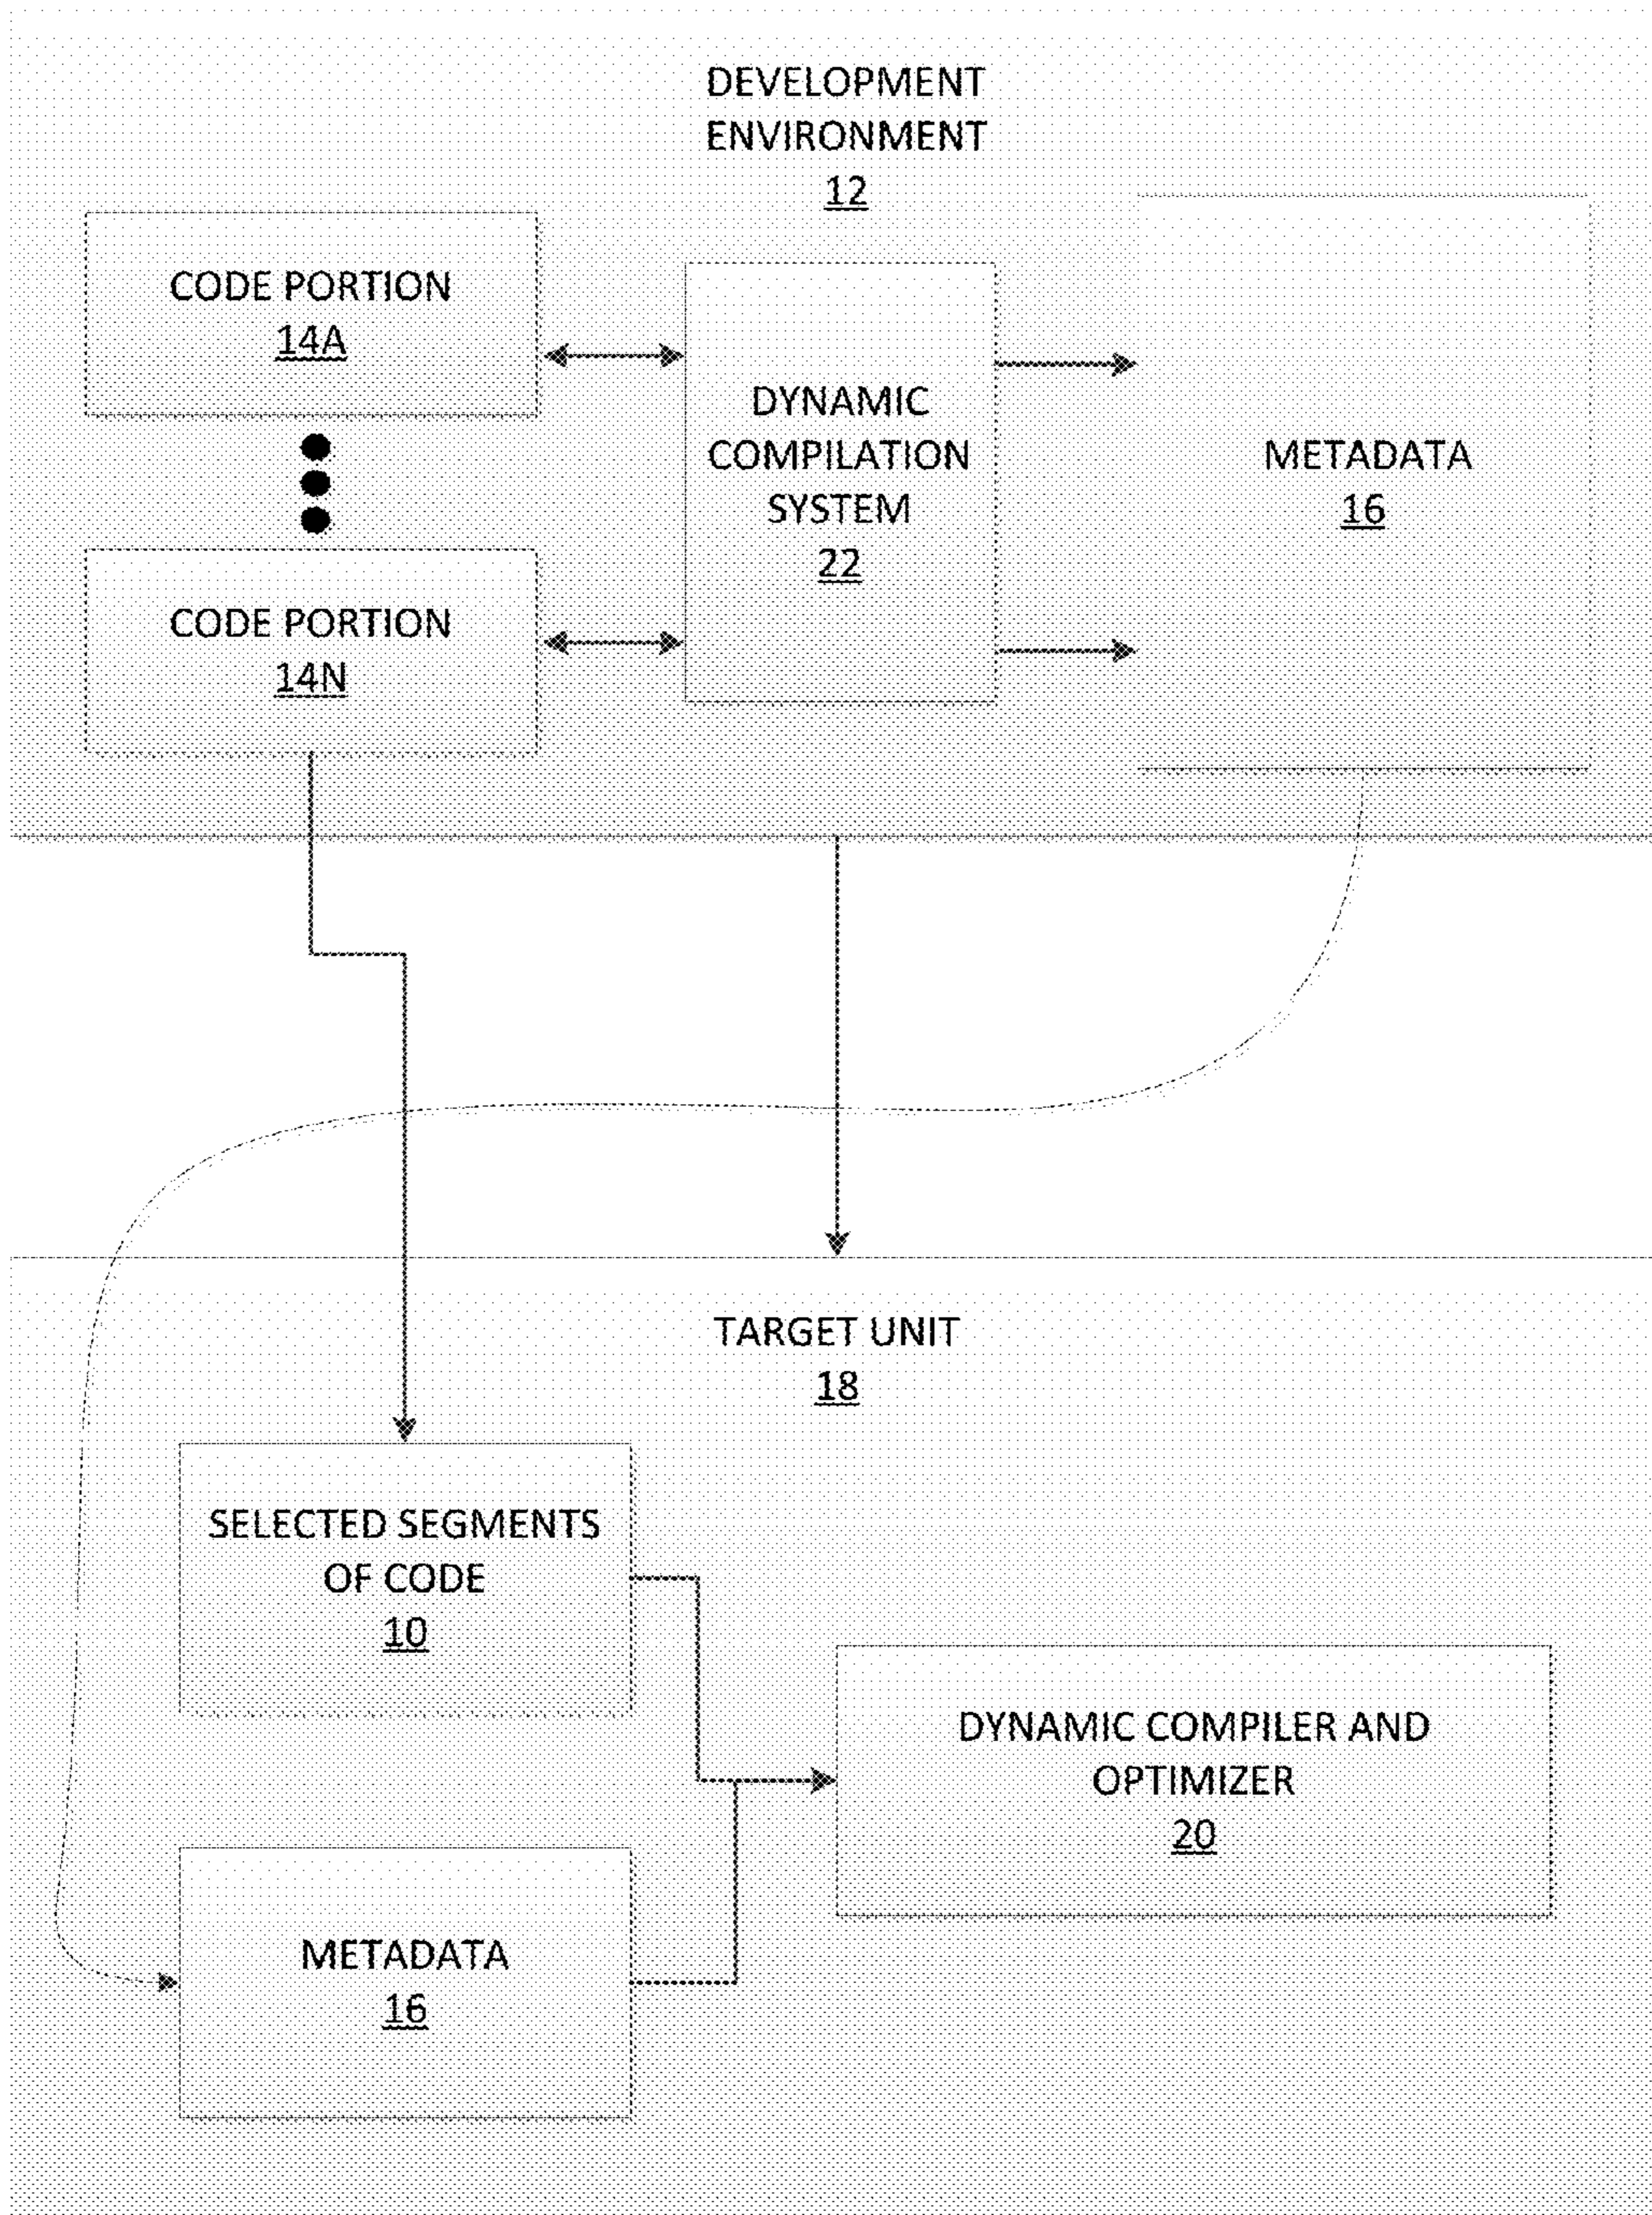 DEVELOPMENT
ENVIRONMENT
12
CODE PORTION
14A
DYNAMIC
COMPILATION
SYSTEM
22
METADATA
16
CODE PORTION
14N
TARGET UNIT
18
SELECTED SEGMENTS
OF CODE
10
DYNAMIC COMPILER AND
OPTIMIZER
20
METADATA
16